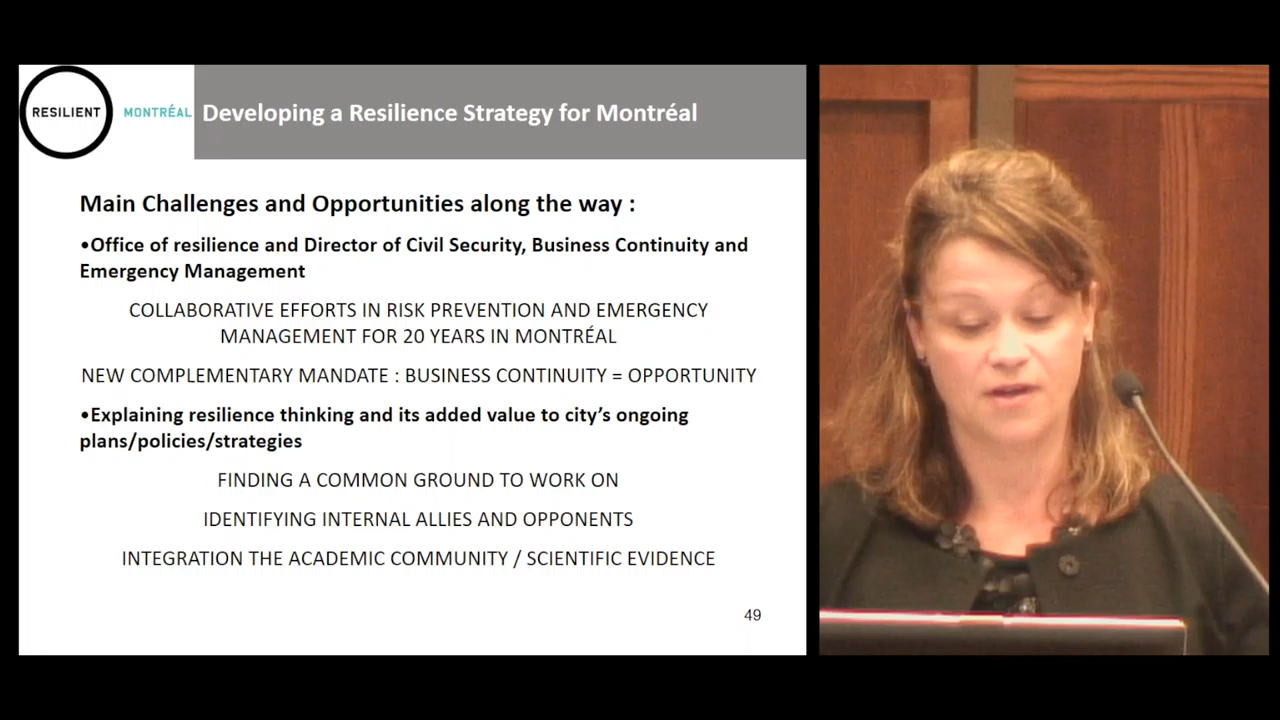 RESILIENT
MONTRÉAL
Developing a Resilience Strategy for Montréal
Main Challenges and Opportunities along the way :
•Office of resilience and Director of Civil Security, Business Continuity and
Emergency Management
COLLABORATIVE EFFORTS IN RISK PREVENTION AND EMERGENCY
MANAGEMENT FOR 20 YEARS IN MONTRÉAL
NEW COMPLEMENTARY MANDATE : BUSINESS CONTINUITY = OPPORTUNITY
•Explaining resilience thinking and its added value to city’s ongoing
plans/policies/strategies
FINDING A COMMON GROUND TO WORK ON
IDENTIFYING INTERNAL ALLIES AND OPPONENTS
INTEGRATION THE ACADEMIC COMMUNITY / SCIENTIFIC EVIDENCE
49